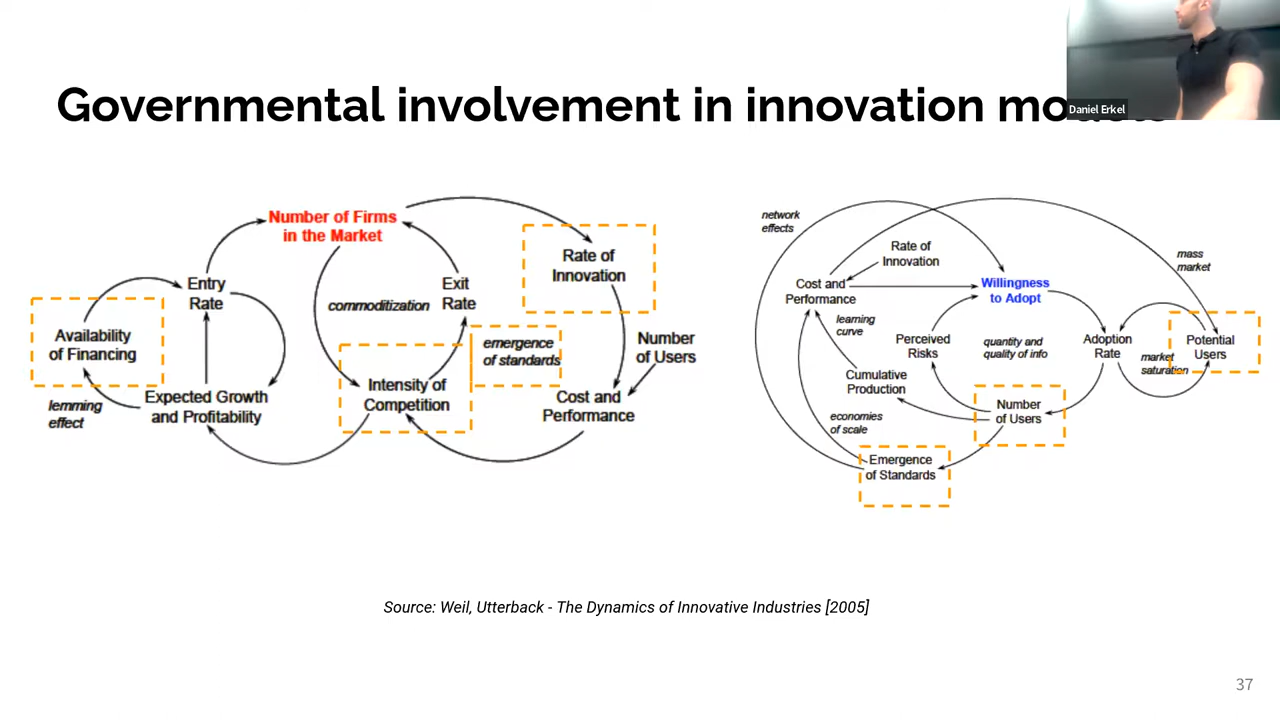 Governmental involvement in innovation
Daniel Erkel
Number of Firms
in the Market
Rate of
Innovation
Entry
Rate
Exit
Rate
commoditization
Availability
of Financing
emergence
of standards
Number
of Users
Intensity of
Competition
Expected Growth
and Profitability
Cost and
Performance
lemming
effect
network
effects
Rate of
Innovation
mass
market
Cost and
Performance
Willingness
to Adopt
learning
curve
Perceived
Risks
quantity and
quality of info
Adoption
Rate
Potential
Users
market
saturation
Cumulative
Production
Number
of Users
economies
of scale
Emergence
of Standards
Source: Weil, Utterback - The Dynamics of Innovative Industries [2005]
37